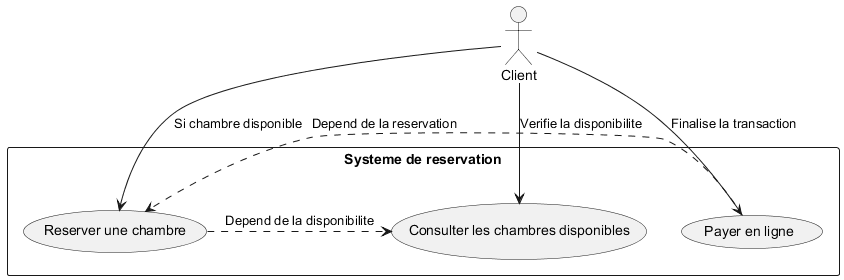 Client
Si chambre disponible
Depend de la reservation
Verifie la disponibilite
Finalise la transaction
Systeme de reservation
Reserver une chambre
Depend de la disponibilite
Consulter les chambres disponibles
Payer en ligne